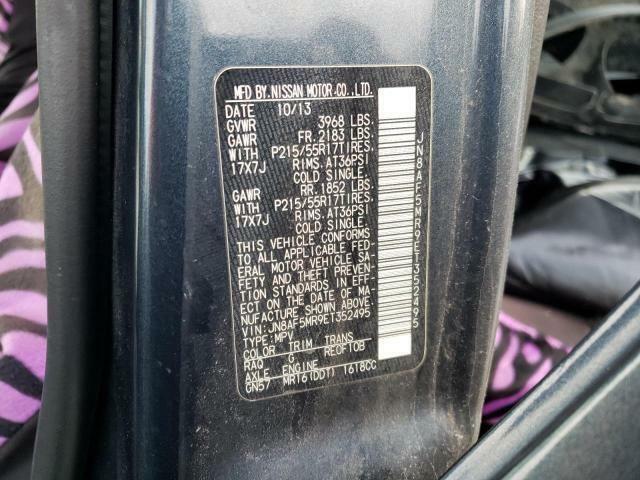 MFD BY NISSAN MOTOR CO.,LTD.
DATE 10/13
GVWR 3968 LBS.
GAWR FR.2183 LBS.
WITH P215/55R17TIRES.
17X7J RIMS. AT36PSI
COLD SINGLE.
GAWR RR.1852 LBS.
WITH P215/55R17TIRES.
17X7J RIMS. AT36PSI
COLD SINGLE.
THIS VEHICLE CONFORMS
TO ALL APPLICABLE FED-
ERAL MOTOR VEHICLE SA-
FETY AND THEFT PREVEN-
TION STANDARDS IN EFF-
ECT ON THE DATE OF MA-
NUFACTURE SHOWN ABOVE.
VIN: JN8AF5MR9ET352495
TYPE: MPV
COLOR TRIM TRANS
RAQ G RE0F10B
AXLE ENGINE
GN57 MR16(DDT) 1618CC
JN8AF5MR9ET352495